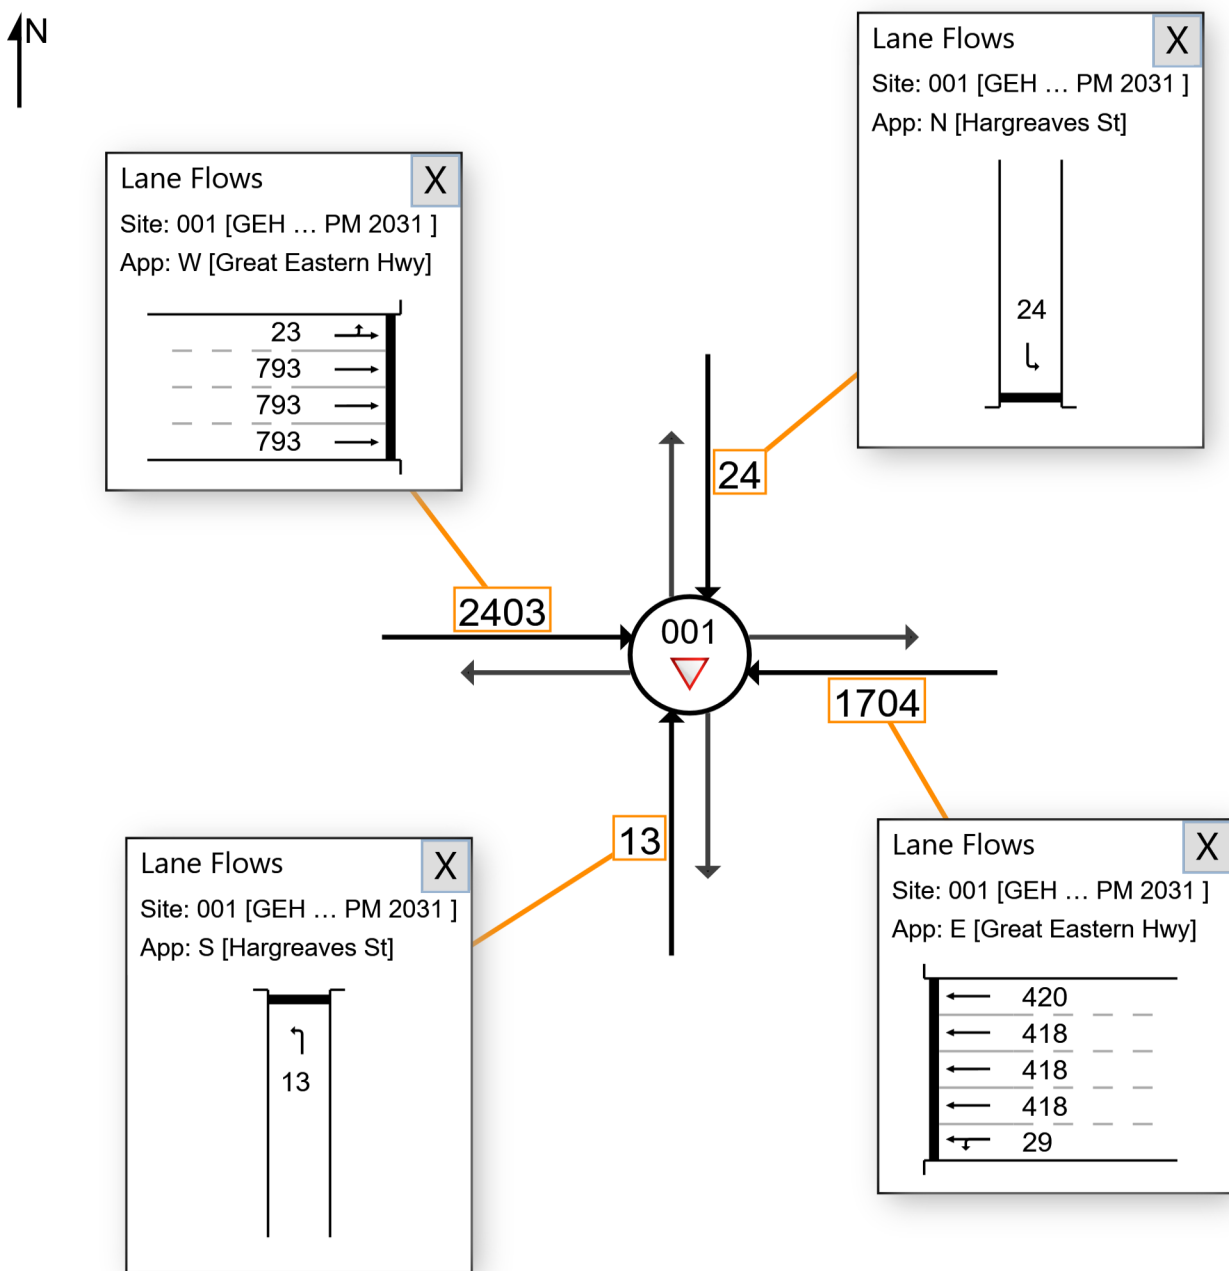 N
Lane Flows X
Site: 001 [GEH ... PM 2031 ]
App: N [Hargreaves St]
24
Lane Flows X
Site: 001 [GEH ... PM 2031 ]
App: W [Great Eastern Hwy]
23
793
793
793
24
2403
001
1704
13
Lane Flows X
Site: 001 [GEH ... PM 2031 ]
App: S [Hargreaves St]
13
Lane Flows X
Site: 001 [GEH ... PM 2031 ]
App: E [Great Eastern Hwy]
420
418
418
418
29